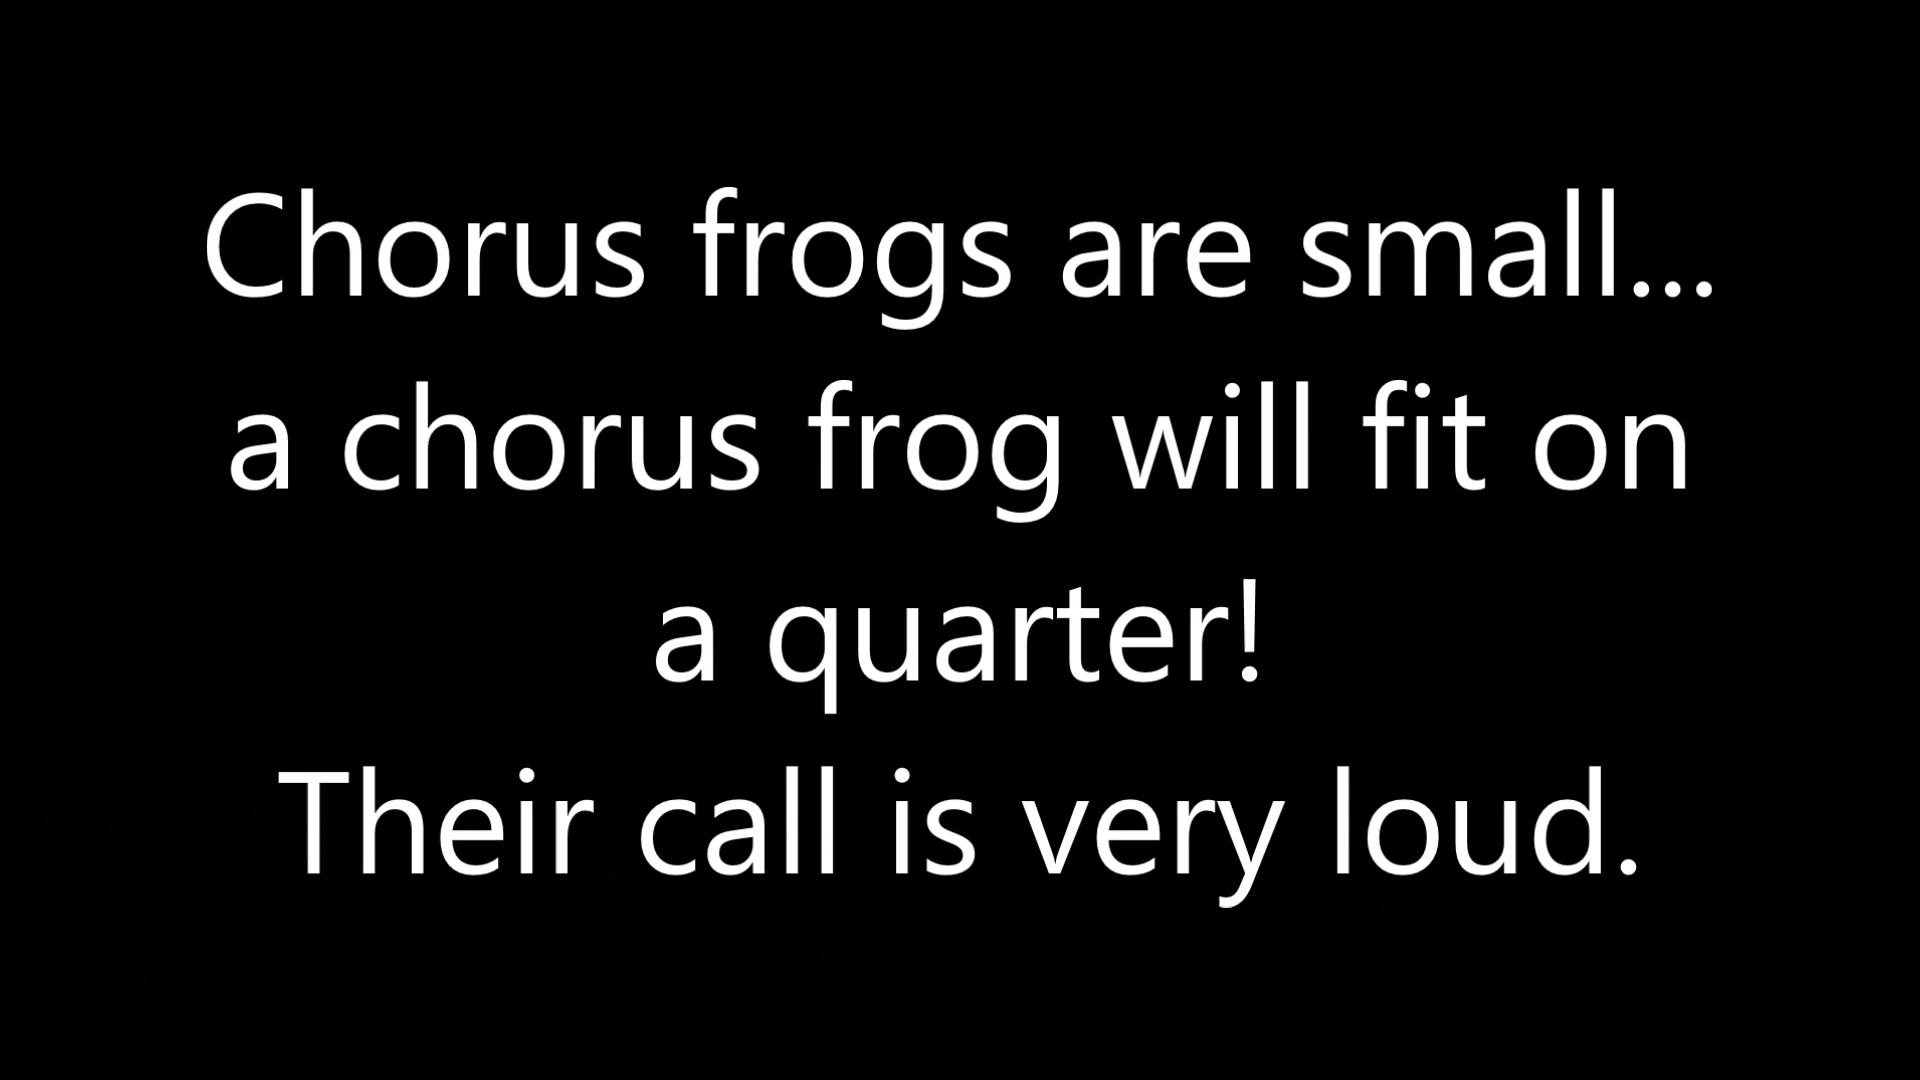 Chorus frogs are small...
a chorus frog will fit on
a quarter!
Their call is very loud.